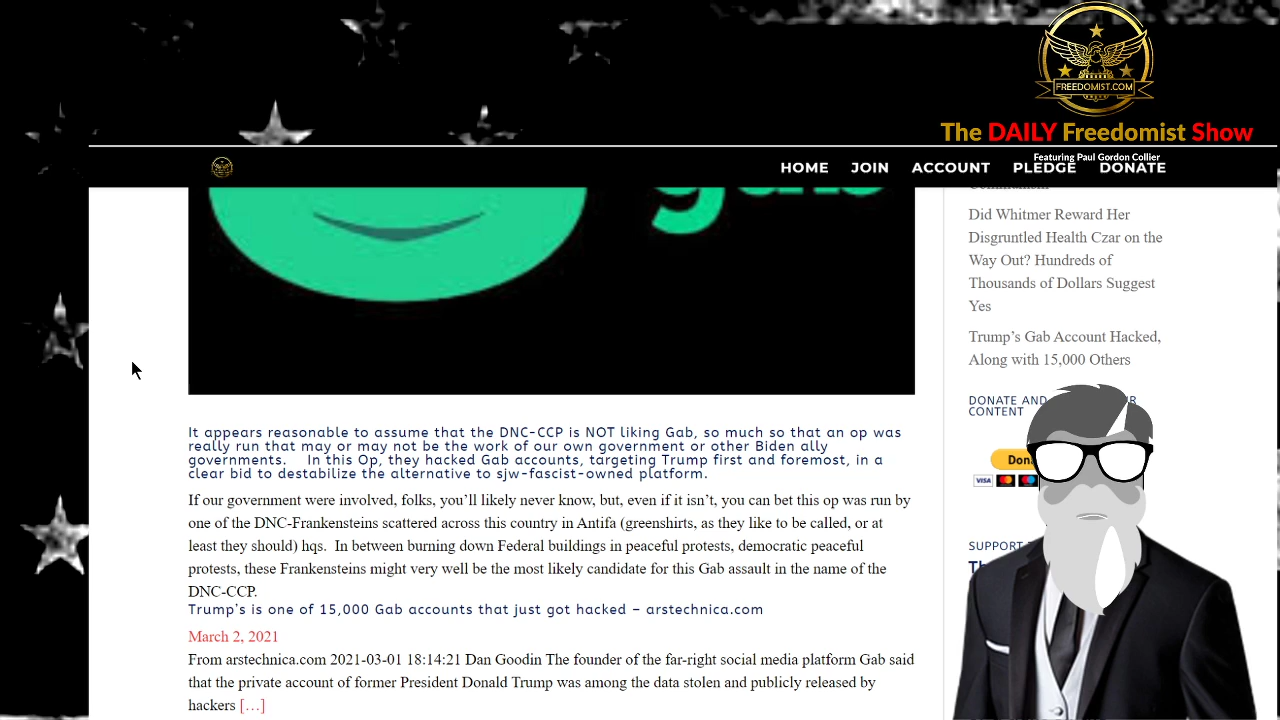 FREEDOMIST.COM
The DAILY Freedomist Show
Featuring Paul Gordon Collier
HOME JOIN ACCOUNT PLEDGE DONATE
gab
Communism
Did Whitmer Reward Her
Disgruntled Health Czar on the
Way Out? Hundreds of
Thousands of Dollars Suggest
Yes
Trump’s Gab Account Hacked,
Along with 15,000 Others
DONATE AND
CONTENT
VISA
SUPPORT
It appears reasonable to assume that the DNC-CCP is NOT liking Gab, so much so that an op was
really run that may or may not be the work of our own government or other Biden ally
governments. In this Op, they hacked Gab accounts, targeting Trump first and foremost, in a
clear bid to destabilize the alternative to sjw-fascist-owned platform.
If our government were involved, folks, you’ll likely never know, but, even if it isn’t, you can bet this op was run by
one of the DNC-Frankensteins scattered across this country in Antifa (greenshirts, as they like to be called, or at
least they should) hqs. In between burning down Federal buildings in peaceful protests, democratic peaceful
protests, these Frankensteins might very well be the most likely candidate for this Gab assault in the name of the
DNC-CCP.
Trump’s is one of 15,000 Gab accounts that just got hacked – arstechnica.com
March 2, 2021
From arstechnica.com 2021-03-01 18:14:21 Dan Goodin The founder of the far-right social media platform Gab said
that the private account of former President Donald Trump was among the data stolen and publicly released by
hackers […]